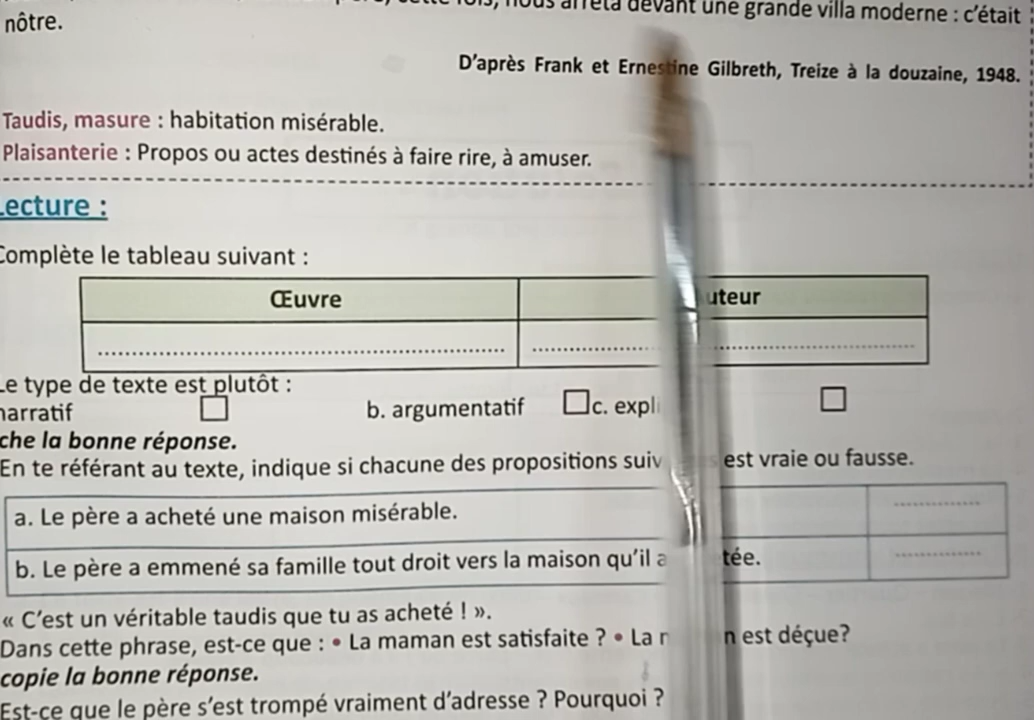 nous arrêta devant une grande villa moderne : c'était
nôtre.
D'après Frank et Ernestine Gilbreth, Treize à la douzaine, 1948.
Taudis, masure : habitation misérable.
Plaisanterie : Propos ou actes destinés à faire rire, à amuser.
Lecture :
Complète le tableau suivant :
Œuvre uteur
Le type de texte est plutôt :
narratif b. argumentatif c. expli
che la bonne réponse.
En te référant au texte, indique si chacune des propositions suiv est vraie ou fausse.
a. Le père a acheté une maison misérable.
b. Le père a emmené sa famille tout droit vers la maison qu'il a tée.
« C'est un véritable taudis que tu as acheté ! ».
Dans cette phrase, est-ce que : • La maman est satisfaite ? • La n est déçue?
copie la bonne réponse.
Est-ce que le père s'est trompé vraiment d'adresse ? Pourquoi ?